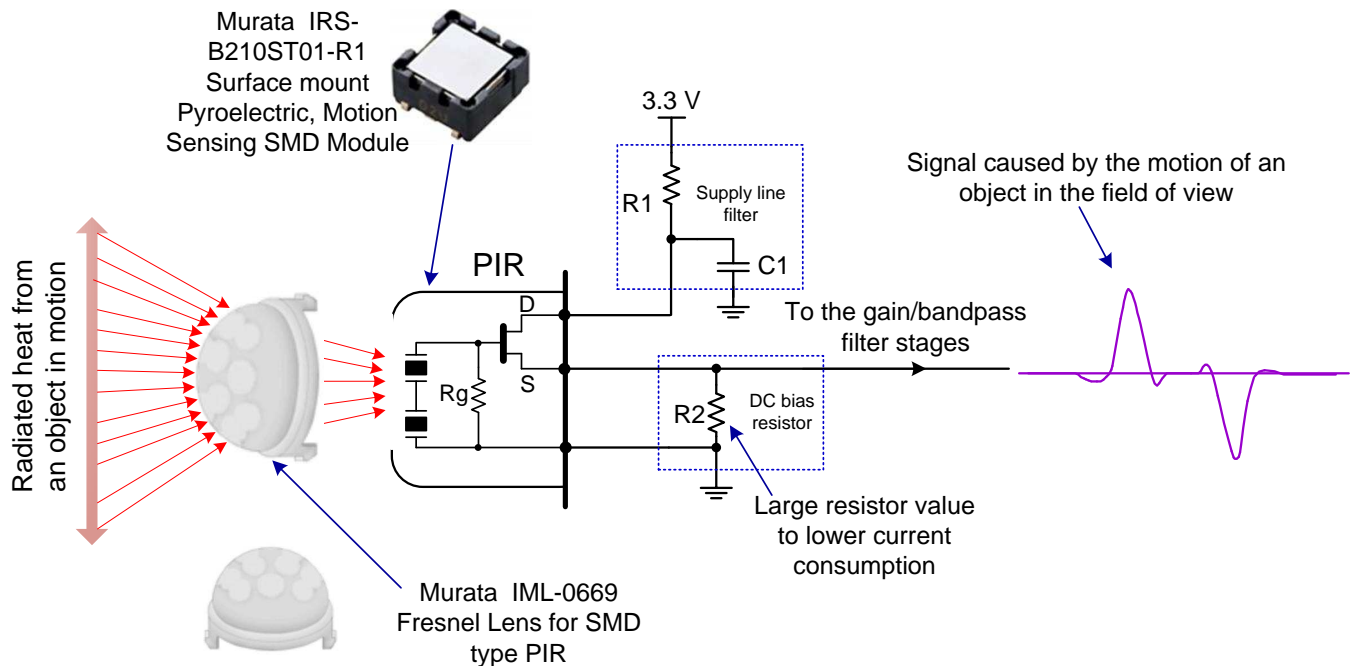 Murata IRS-
B210ST01-R1
Surface mount
Pyroelectric, Motion
Sensing SMD Module
3.3 V
R1
Supply line
filter
C1
Signal caused by the motion of an
object in the field of view
Radiated heat from
an object in motion
PIR
D
S
Rg
To the gain/bandpass
filter stages
R2
DC bias
resistor
Large resistor value
to lower current
consumption
Murata IML-0669
Fresnel Lens for SMD
type PIR